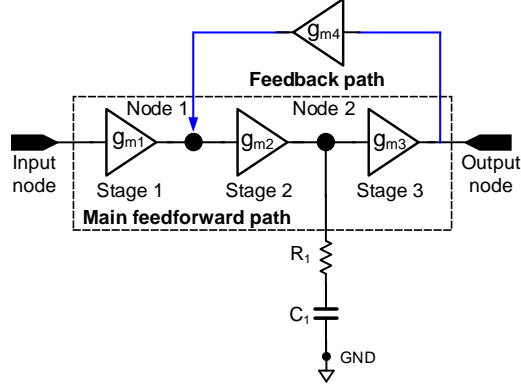 gm4
Feedback path
Node 1
Node 2
gm1
gm2
gm3
Input
node
Output
node
Stage 1
Stage 2
Stage 3
Main feedforward path
R1
C1
GND